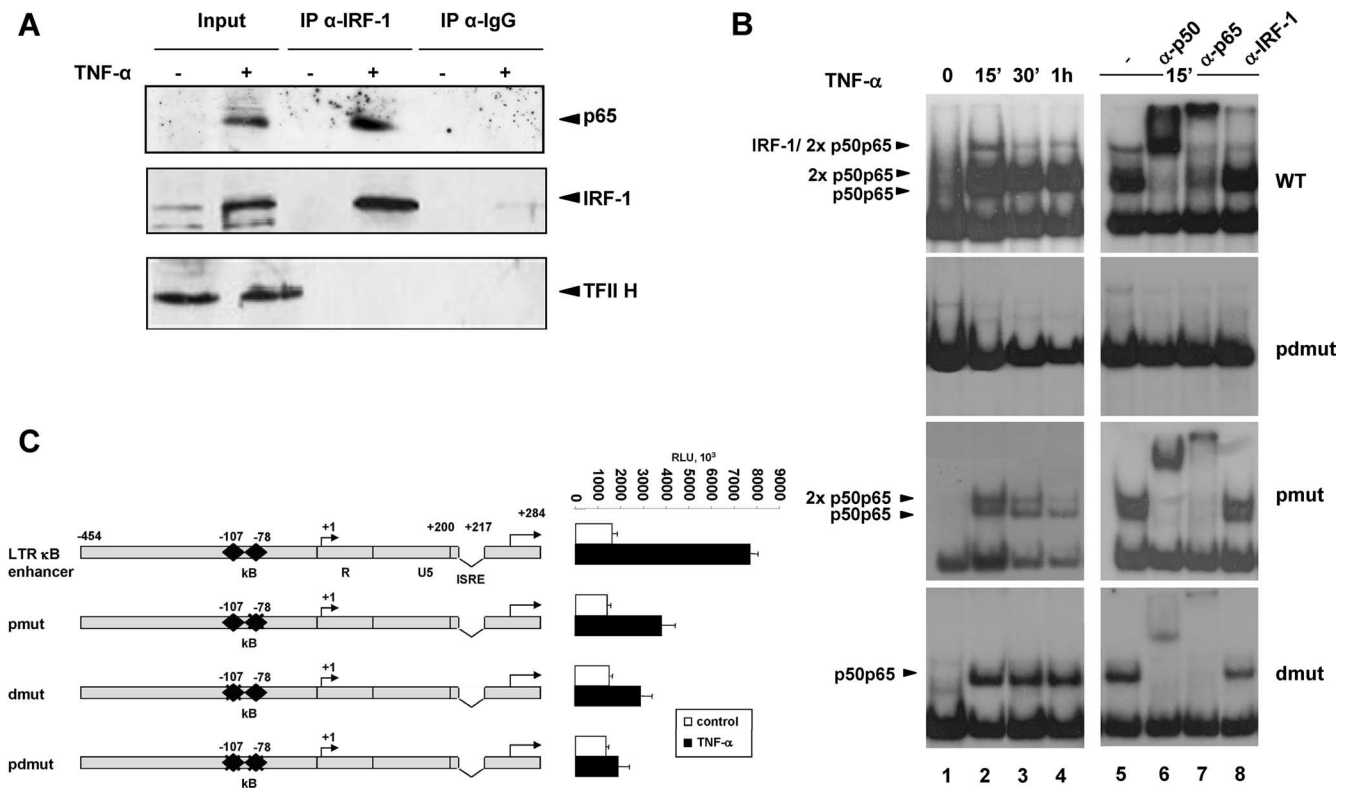 A
Input IP α-IRF-1 IP α-IgG
TNF-α - + - + - +
p65
IRF-1
TFII H
B
α-p50 α-p65 α-IRF-1
TNF-α 0 15' 30' 1h - 15'
IRF-1/ 2x p50p65
2x p50p65
p50p65
WT
pdmut
2x p50p65
p50p65
pmut
p50p65
dmut
1 2 3 4 5 6 7 8
C
RLU, 10³
0 1000 2000 3000 4000 5000 6000 7000 8000 9000
-454 -107 -78 +1 +200 +217 +284
LTR κB
enhancer
kB R U5 ISRE
-107 -78 +1
pmut
kB
-107 -78 +1
dmut
kB
control
TNF-α
-107 -78 +1
pdmut
kB